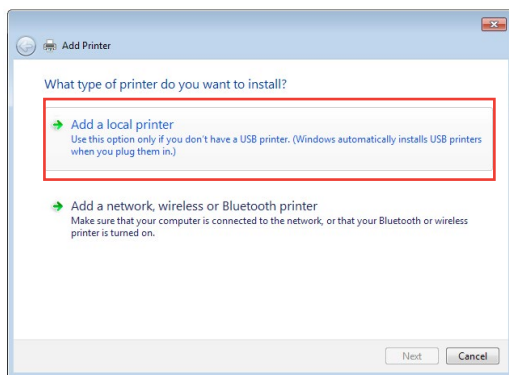 Add Printer
What type of printer do you want to install?
Add a local printer
Use this option only if you don't have a USB printer. (Windows automatically installs USB printers
when you plug them in.)
Add a network, wireless or Bluetooth printer
Make sure that your computer is connected to the network, or that your Bluetooth or wireless
printer is turned on.
Next Cancel